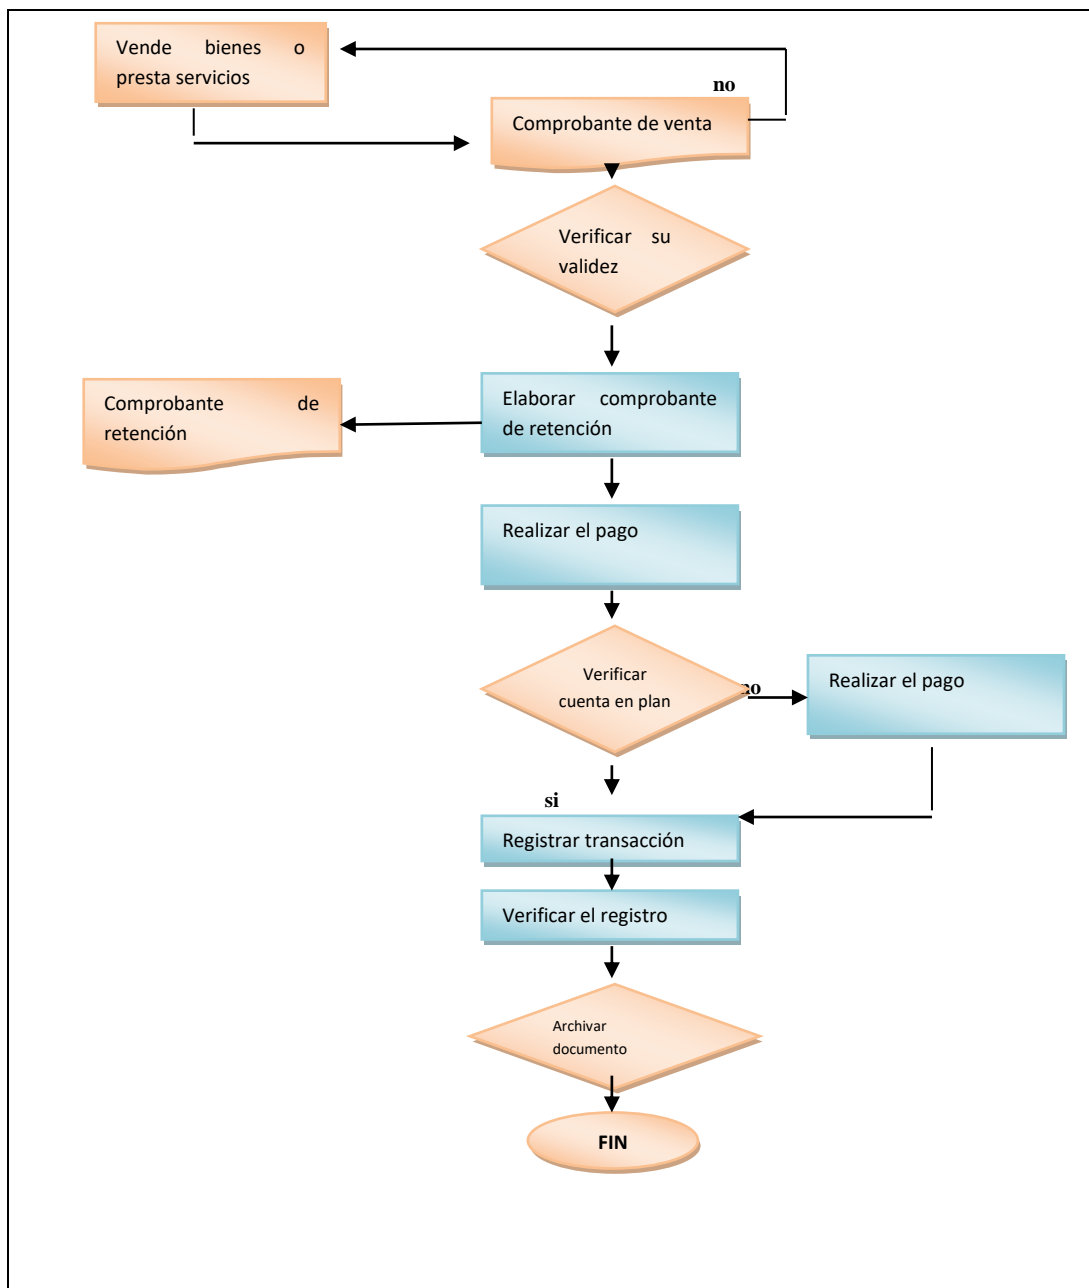 Vende bienes o
presta servicios
no
Comprobante de venta
Verificar su
validez
Elaborar comprobante
de retención
Comprobante de
retención
Realizar el pago
Verificar
cuenta en plan
no
Realizar el pago
si
Registrar transacción
Verificar el registro
Archivar
documento
FIN